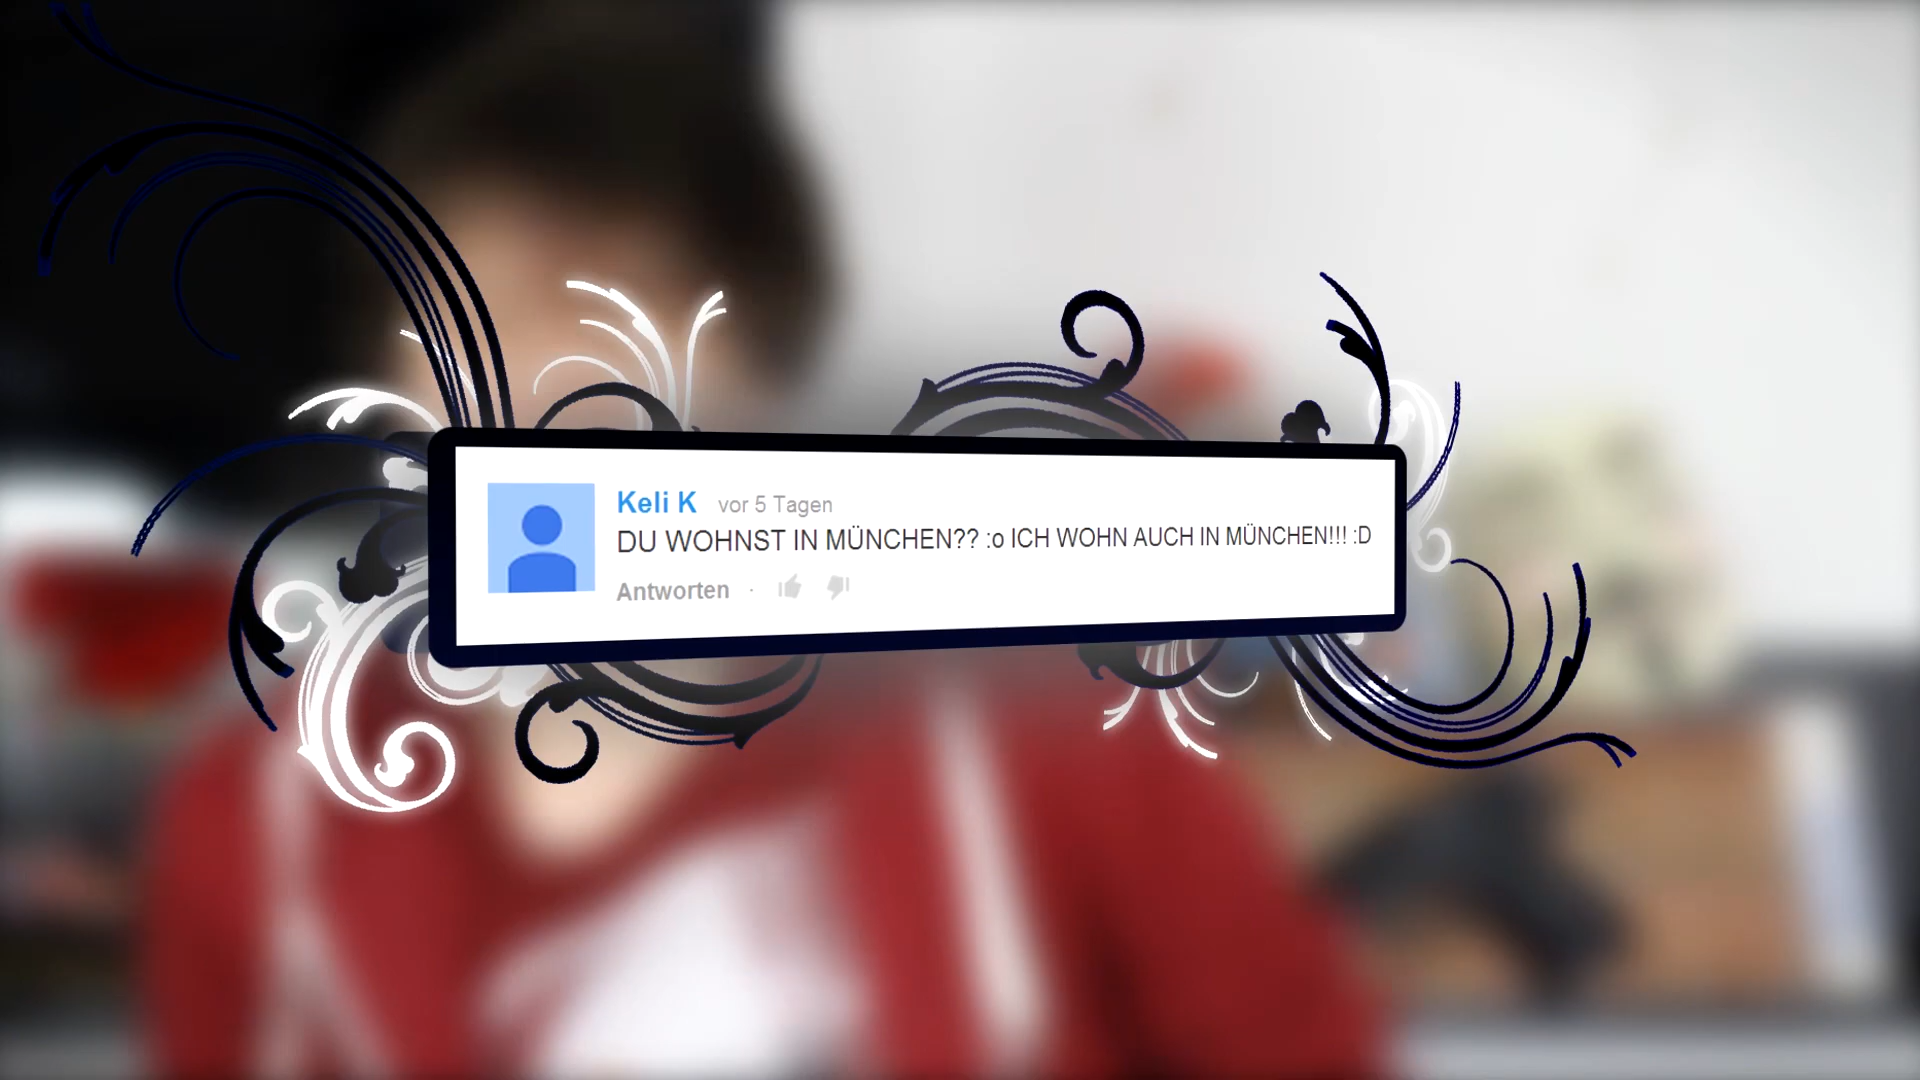 Keli K vor 5 Tagen
DU WOHNST IN MÜNCHEN?? :o ICH WOHN AUCH IN MÜNCHEN!!! :D
Antworten ·